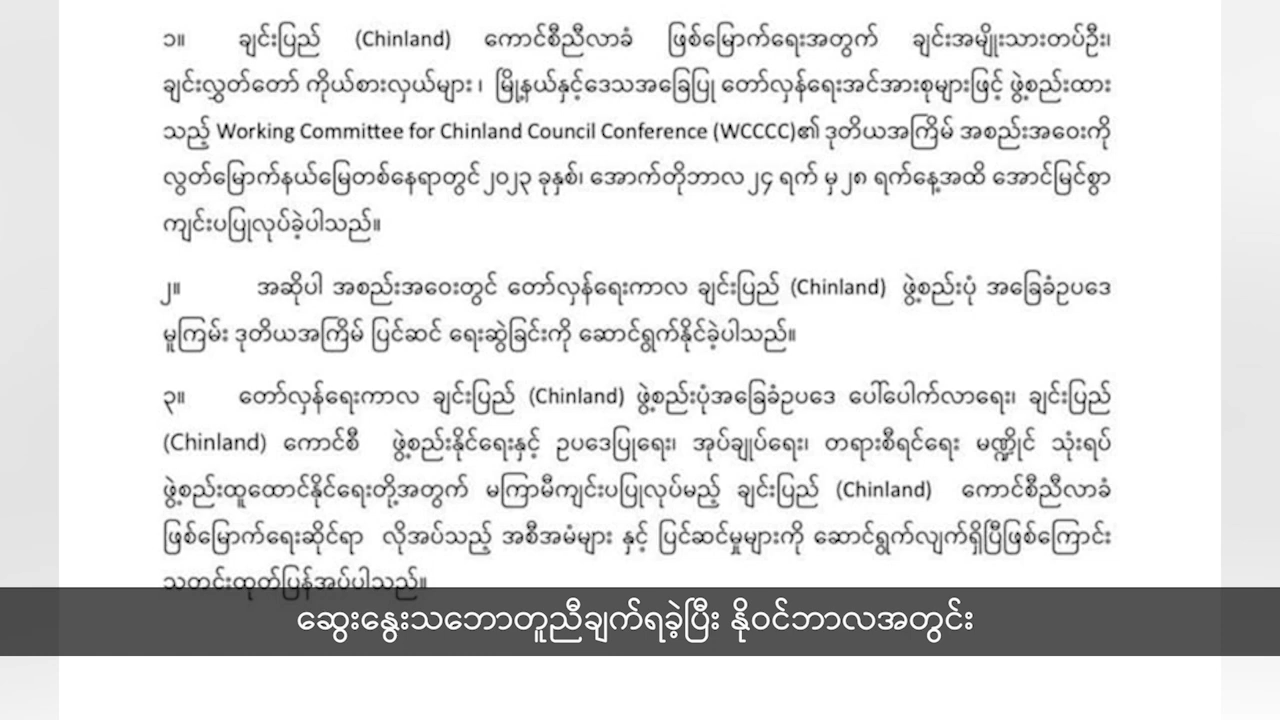 ၁။ ချင်းပြည် (Chinland) ကောင်စီညီလာခံ ဖြစ်မြောက်ရေးအတွက် ချင်းအမျိုးသားတပ်ဦး၊
ချင်းလွှတ်တော် ကိုယ်စားလှယ်များ ၊ မြို့နယ်နှင့်ဒေသအခြေပြု တော်လှန်ရေးအင်အားစုများဖြင့် ဖွဲ့စည်းထား
သည့် Working Committee for Chinland Council Conference (WCCCC)၏ ဒုတိယအကြိမ် အစည်းအဝေးကို
လွတ်မြောက်နယ်မြေတစ်နေရာတွင်၂၀၂၃ ခုနှစ်၊ အောက်တိုဘာလ၂၄ ရက် မှ၂၈ ရက်နေ့အထိ အောင်မြင်စွာ
ကျင်းပပြုလုပ်ခဲ့ပါသည်။
၂။ အဆိုပါ အစည်းအဝေးတွင် တော်လှန်ရေးကာလ ချင်းပြည် (Chinland) ဖွဲ့စည်းပုံ အခြေခံဥပဒေ
မူကြမ်း ဒုတိယအကြိမ် ပြင်ဆင် ရေးဆွဲခြင်းကို ဆောင်ရွက်နိုင်ခဲ့ပါသည်။
၃။ တော်လှန်ရေးကာလ ချင်းပြည် (Chinland) ဖွဲ့စည်းပုံအခြေခံဥပဒေ ပေါ်ပေါက်လာရေး၊ ချင်းပြည်
(Chinland) ကောင်စီ ဖွဲ့စည်းနိုင်ရေးနှင့် ဥပဒေပြုရေး၊ အုပ်ချုပ်ရေး၊ တရားစီရင်ရေး မဏ္ဍိုင် သုံးရပ်
ဖွဲ့စည်းထူထောင်နိုင်ရေးတို့အတွက် မကြာမီကျင်းပပြုလုပ်မည့် ချင်းပြည် (Chinland) ကောင်စီညီလာခံ
ဖြစ်မြောက်ရေးဆိုင်ရာ လိုအပ်သည့် အစီအမံများ နှင့် ပြင်ဆင်မှုများကို ဆောင်ရွက်လျက်ရှိပြီဖြစ်ကြောင်း
သတင်းထုတ်ပြန်အပ်ပါသည်။
ဆွေးနွေးသဘောတူညီချက်ရခဲ့ပြီး နိုဝင်ဘာလအတွင်း